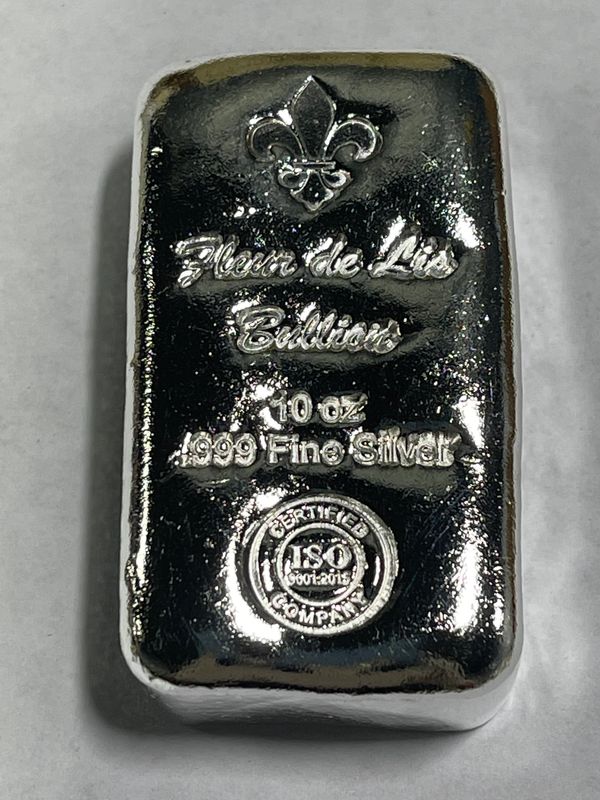 Fleur de Lis
Bullion
10 oz
.999 Fine Silver
CERTIFIED
ISO
9001:2015
COMPANY